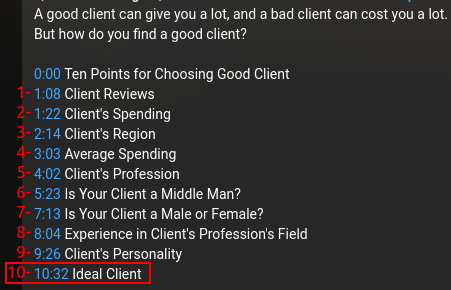 A good client can give you a lot, and a bad client can cost you a lot.
But how do you find a good client?
0:00 Ten Points for Choosing Good Client
1- 1:08 Client Reviews
2- 1:22 Client's Spending
3- 2:14 Client's Region
4- 3:03 Average Spending
5- 4:02 Client's Profession
6- 5:23 Is Your Client a Middle Man?
7- 7:13 Is Your Client a Male or Female?
8- 8:04 Experience in Client's Profession's Field
9- 9:26 Client's Personality
10- 10:32 Ideal Client